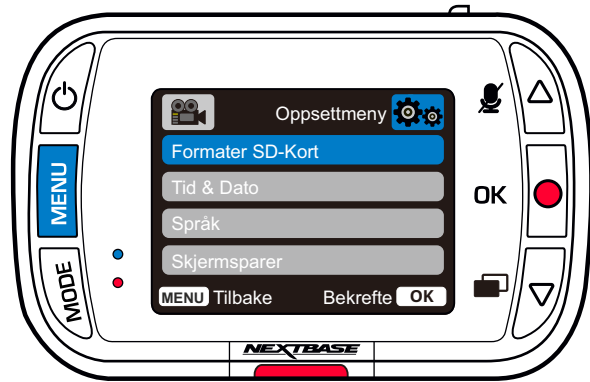 Oppsettmeny
Formater SD-Kort
Tid & Dato
Språk
Skjermsparer
MENU Tilbake Bekrefte OK
MENU
MODE
OK
NEXTBASE